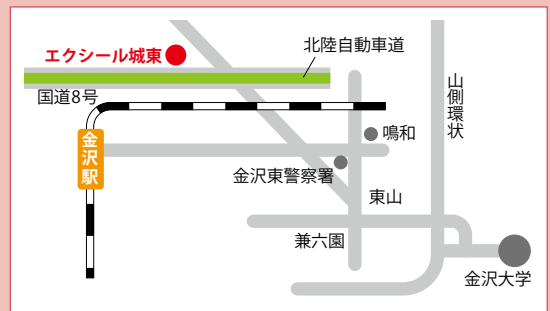 エクシール城東
北陸自動車道
国道8号
山側環状
鳴和
金沢駅
金沢東警察署
東山
兼六園
金沢大学